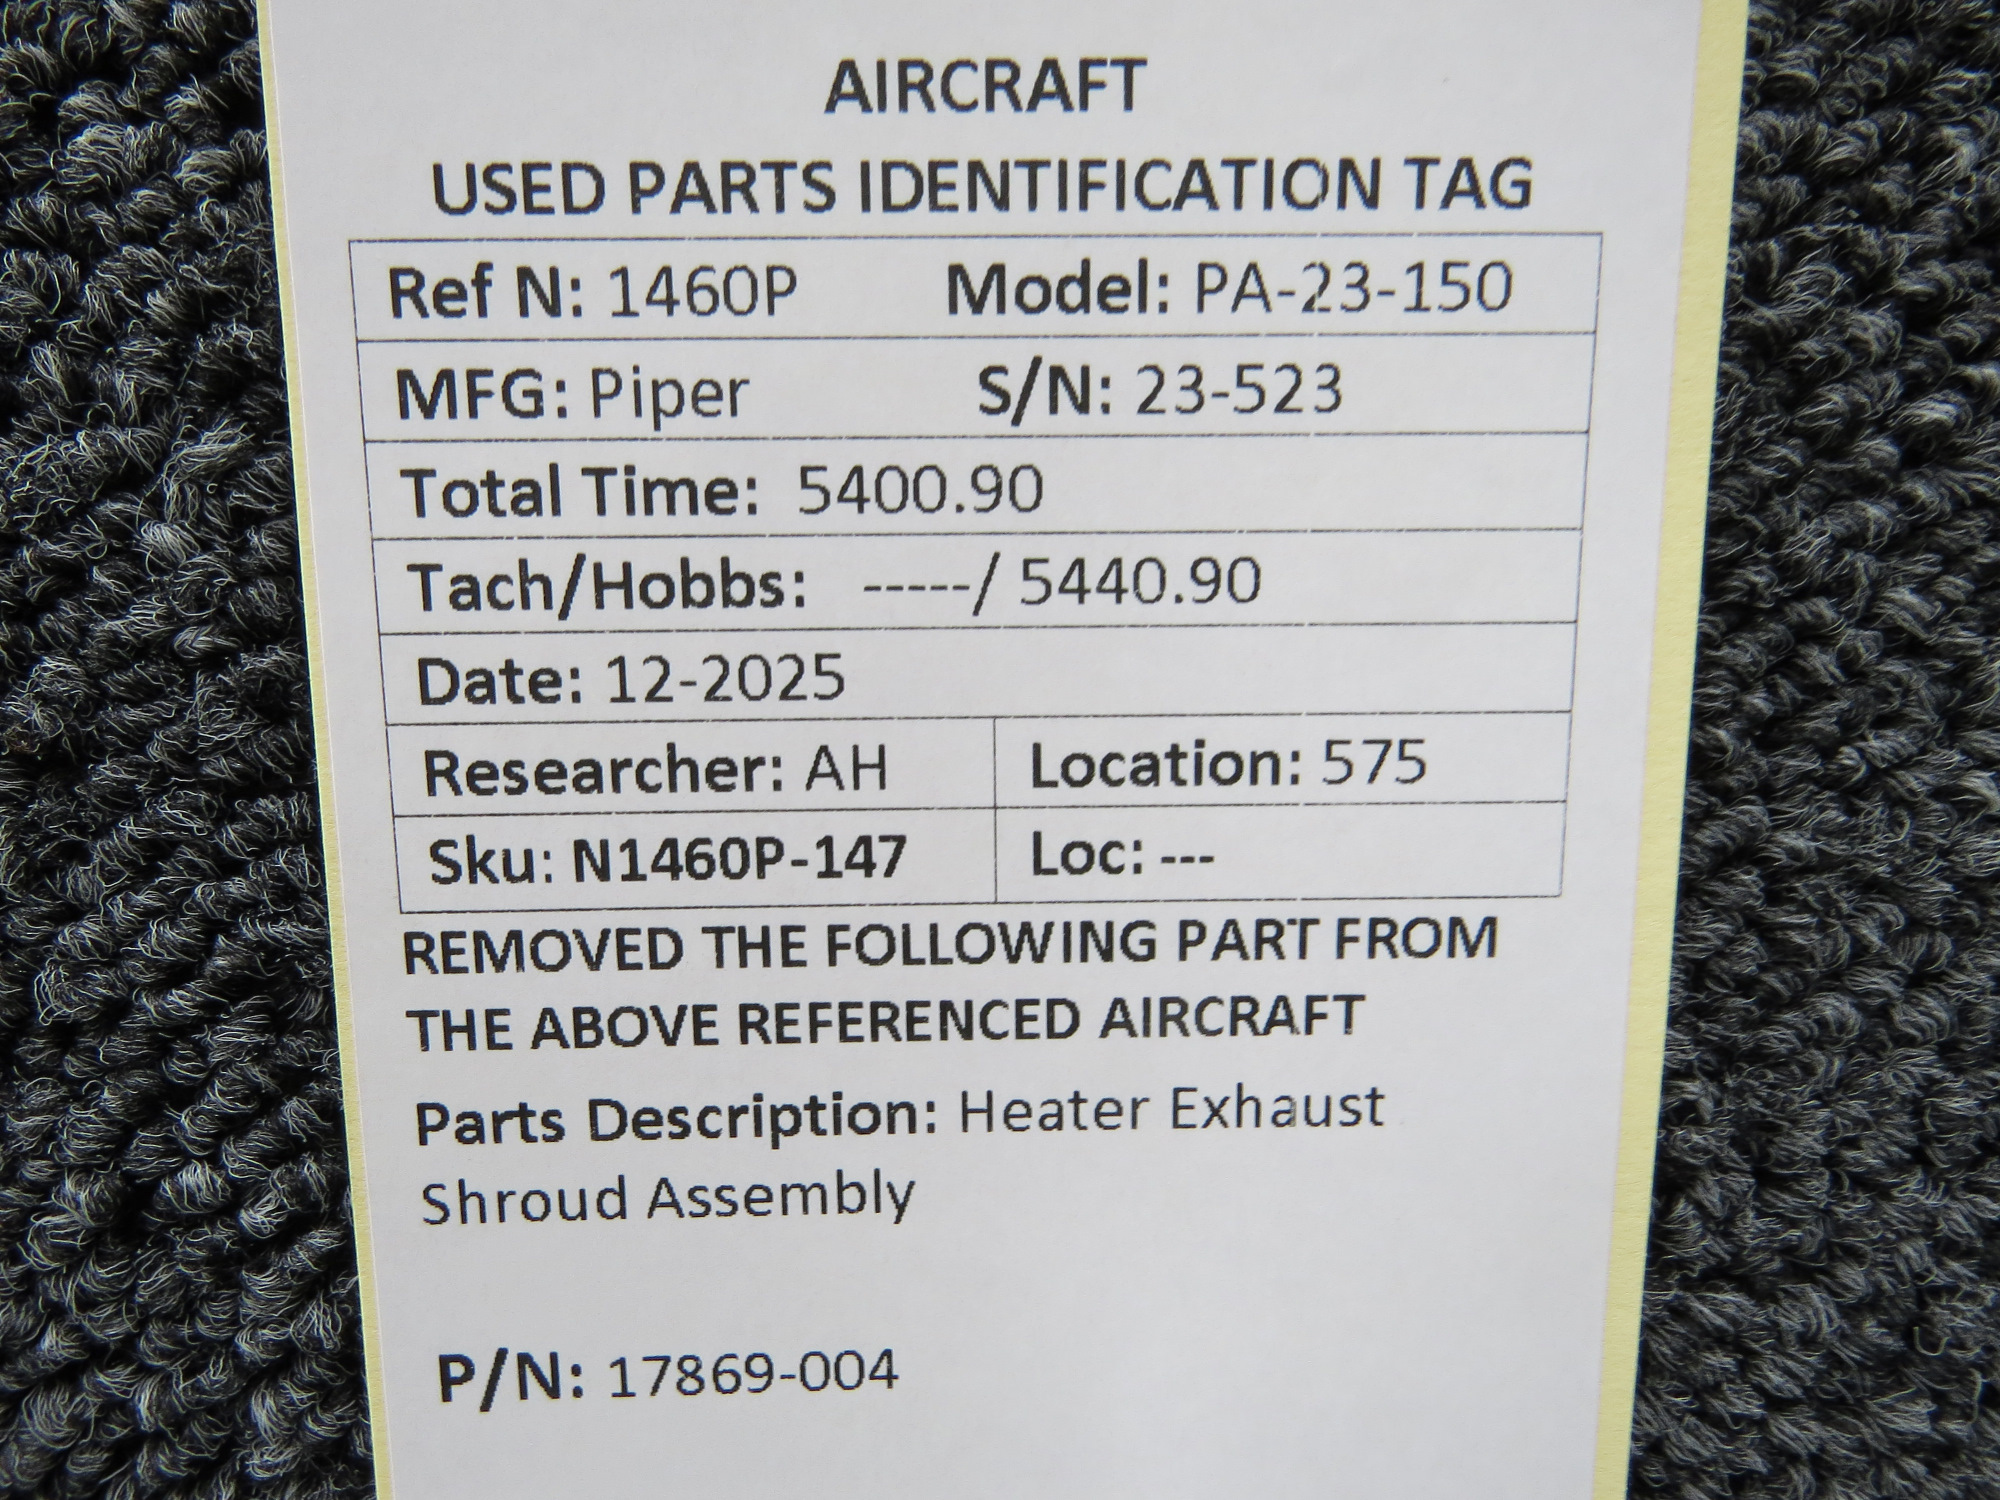 AIRCRAFT
USED PARTS IDENTIFICATION TAG
Ref N: 1460P Model: PA-23-150
MFG: Piper S/N: 23-523
Total Time: 5400.90
Tach/Hobbs: -----/ 5440.90
Date: 12-2025
Researcher: AH Location: 575
Sku: N1460P-147 Loc: ---
REMOVED THE FOLLOWING PART FROM
THE ABOVE REFERENCED AIRCRAFT
Parts Description: Heater Exhaust
Shroud Assembly
P/N: 17869-004